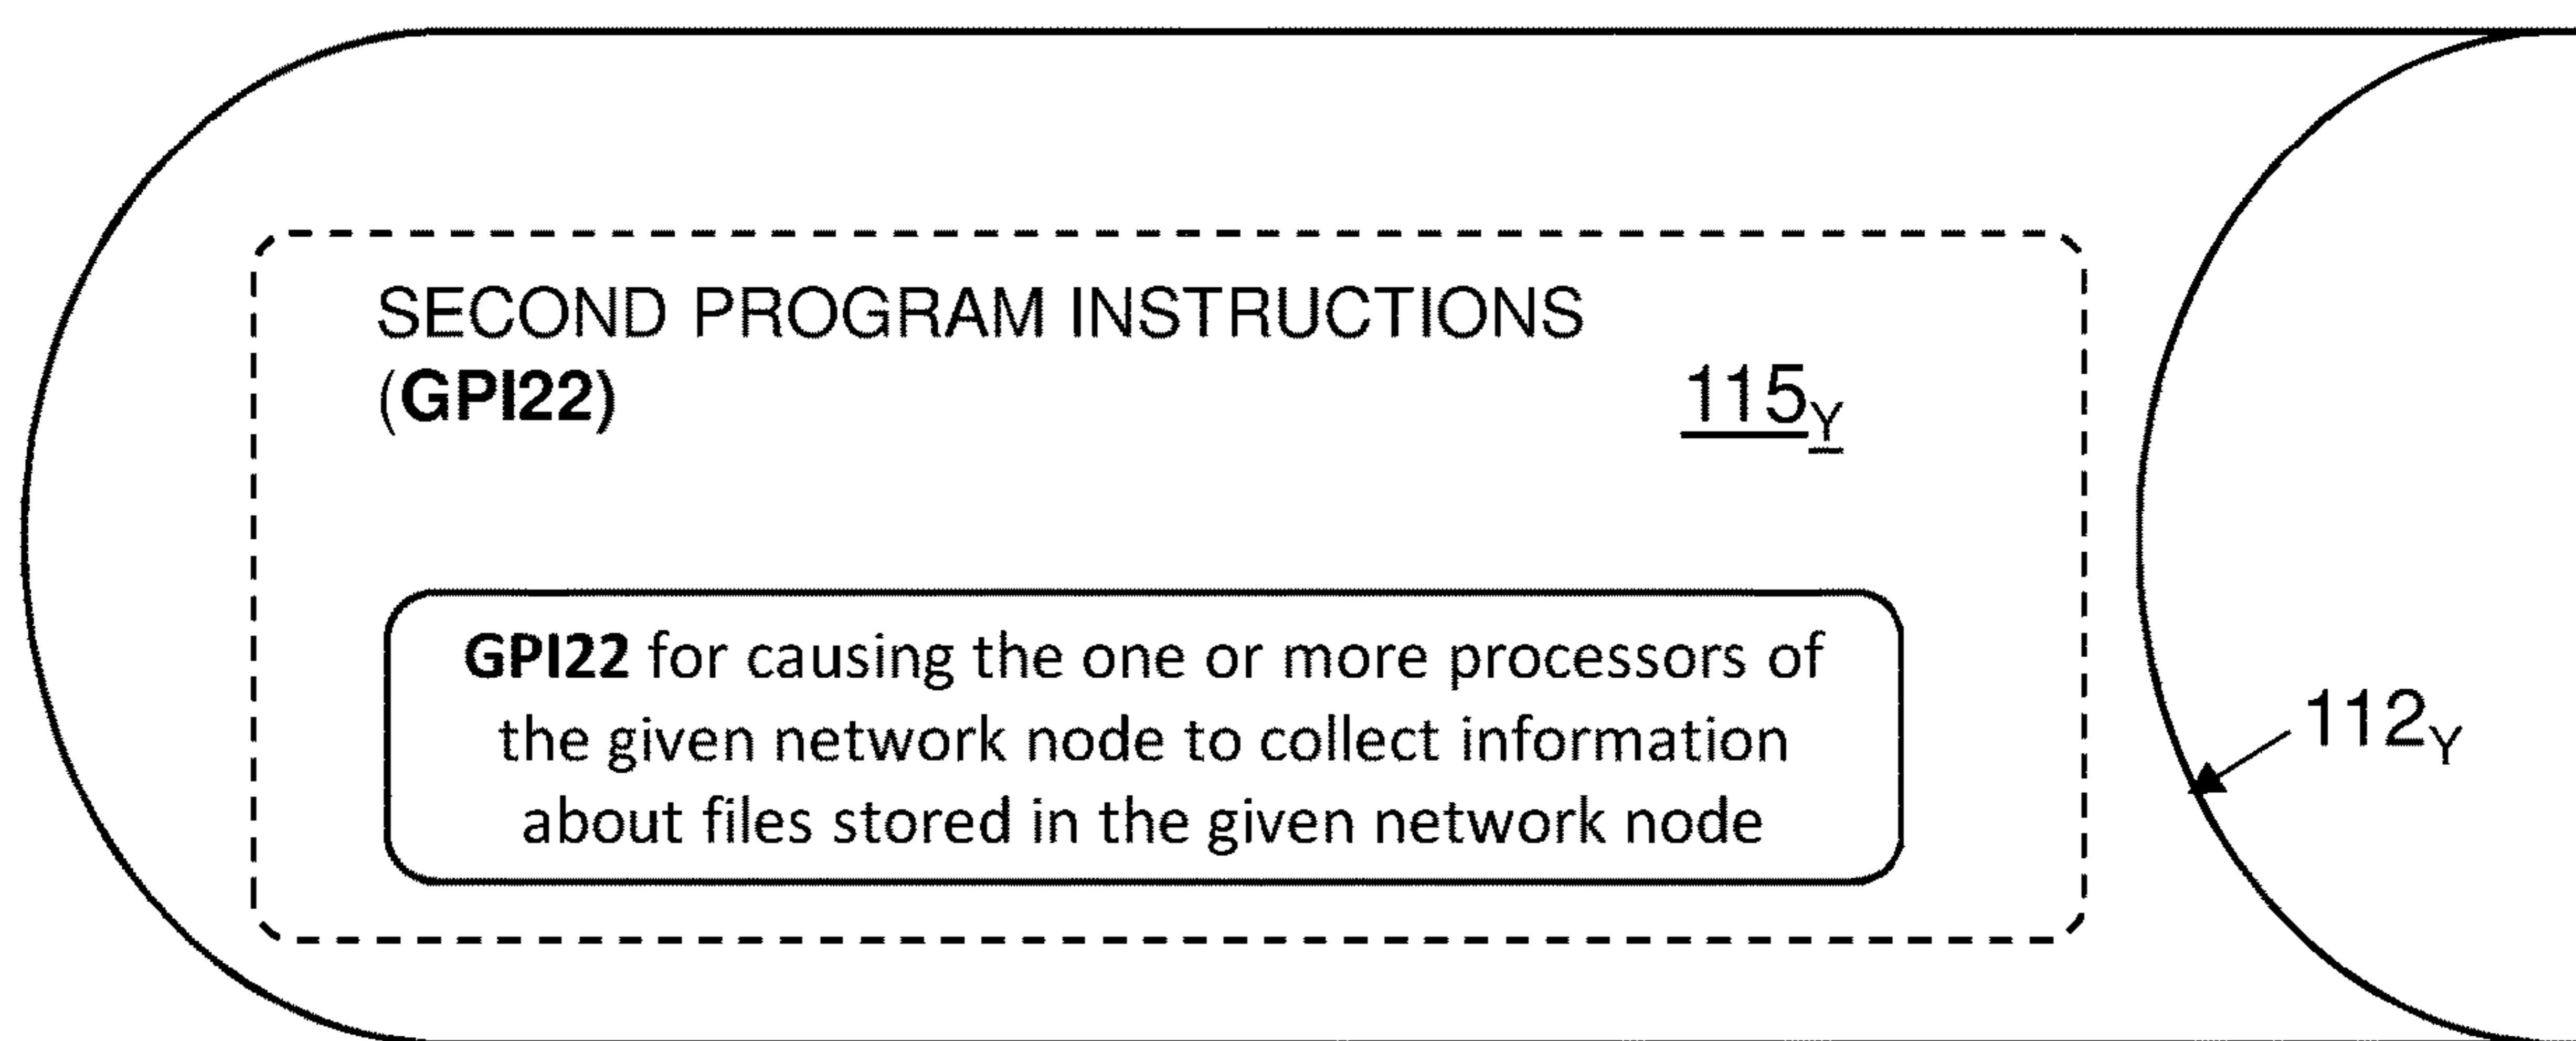 SECOND PROGRAM INSTRUCTIONS
(GPI22)
115Y
GPI22 for causing the one or more processors of
the given network node to collect information
about files stored in the given network node
112Y